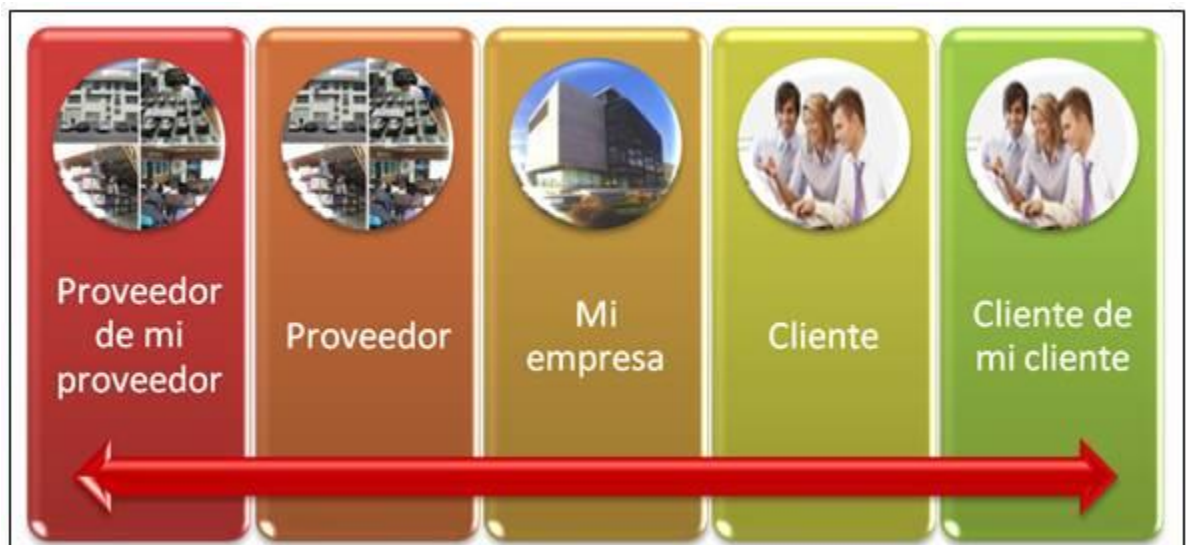 Proveedor
de mi
proveedor
Proveedor
Mi
empresa
Cliente
Cliente de
mi cliente